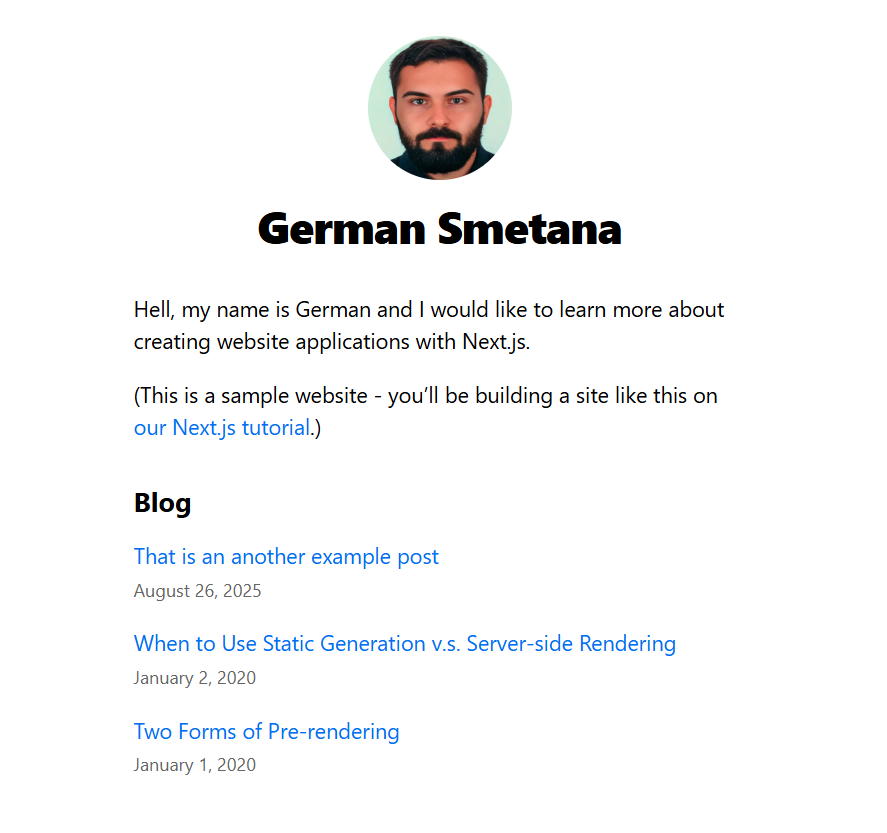 German Smetana
Hell, my name is German and I would like to learn more about
creating website applications with Next.js.
(This is a sample website - you’ll be building a site like this on
our Next.js tutorial.)
Blog
That is an another example post
August 26, 2025
When to Use Static Generation v.s. Server-side Rendering
January 2, 2020
Two Forms of Pre-rendering
January 1, 2020